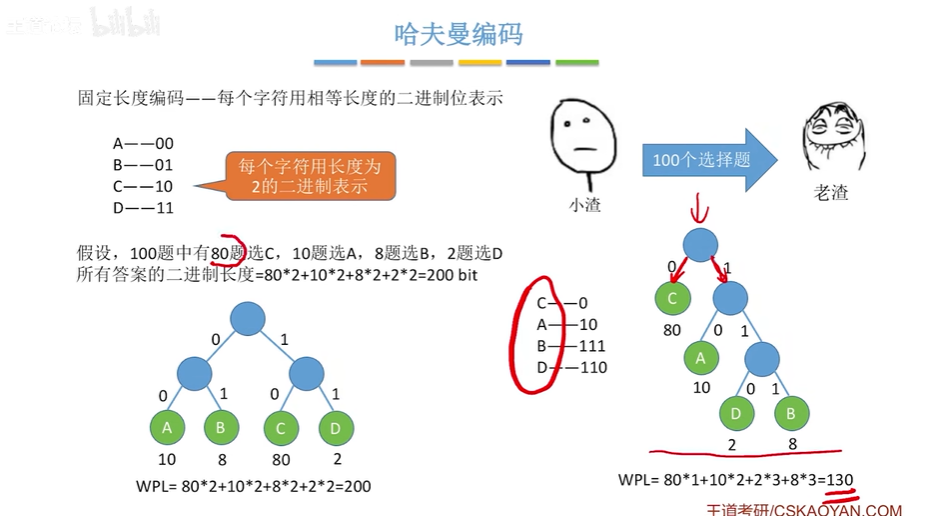 哈夫曼编码
固定长度编码——每个字符用相等长度的二进制位表示
A——00
B——01
C——10
D——11
每个字符用长度为
2的二进制表示
100个选择题
小渣
老渣
假设，100题中有80题选C，10题选A，8题选B，2题选D
所有答案的二进制长度=80*2+10*2+8*2+2*2=200 bit
0 1
0 1 0 1
A B C D
10 8 80 2
WPL= 80*2+10*2+8*2+2*2=200
C——0
A——10
B——111
D——110
0 1
C
80 0 1
A
10 0 1
D B
2 8
WPL= 80*1+10*2+2*3+8*3=130
王道考研/CSKAOYAN.COM
bilibili